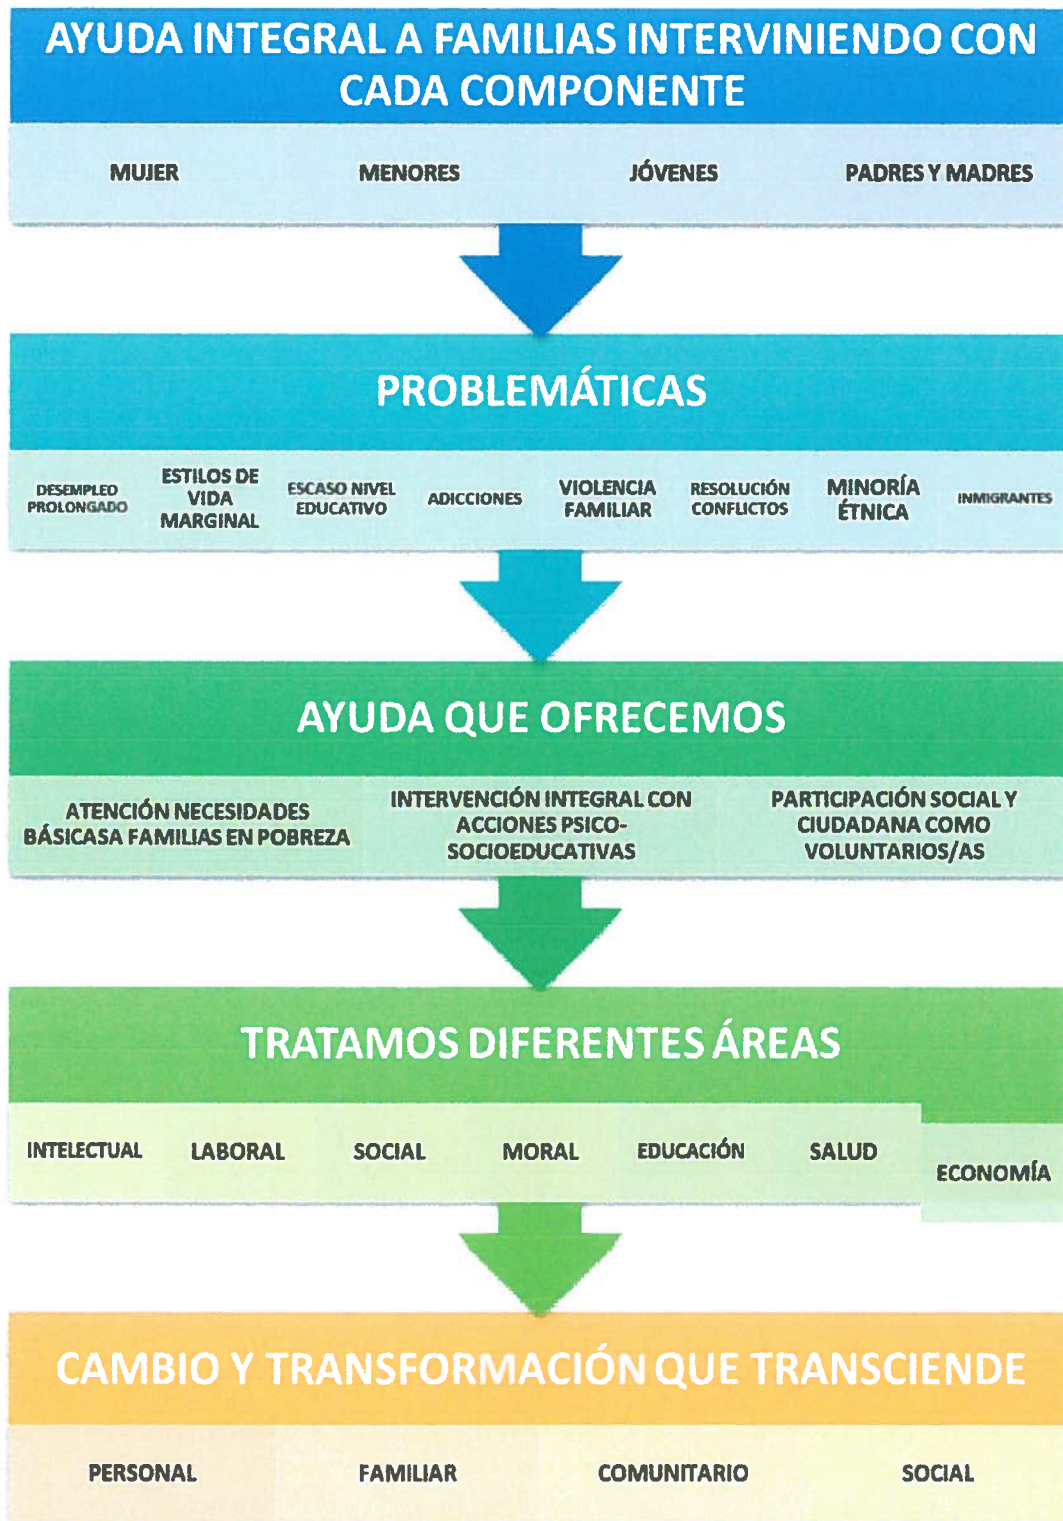 AYUDA INTEGRAL A FAMILIAS INTERVINIENDO CON
CADA COMPONENTE
MUJER
MENORES
JÓVENES
PADRES Y MADRES
PROBLEMÁTICAS
DESEMPLEO
PROLONGADO
ESTILOS DE
VIDA
MARGINAL
ESCASO NIVEL
EDUCATIVO
ADICCIONES
VIOLENCIA
FAMILIAR
RESOLUCIÓN
CONFLICTOS
MINORÍA
ÉTNICA
INMIGRANTES
AYUDA QUE OFRECEMOS
ATENCIÓN NECESIDADES
BÁSICASA FAMILIAS EN POBREZA
INTERVENCIÓN INTEGRAL CON
ACCIONES PSICO-
SOCIOEDUCATIVAS
PARTICIPACIÓN SOCIAL Y
CIUDADANA COMO
VOLUNTARIOS/AS
TRATAMOS DIFERENTES ÁREAS
INTELECTUAL
LABORAL
SOCIAL
MORAL
EDUCACIÓN
SALUD
ECONOMÍA
CAMBIO Y TRANSFORMACIÓN QUE TRANSCIENDE
PERSONAL
FAMILIAR
COMUNITARIO
SOCIAL